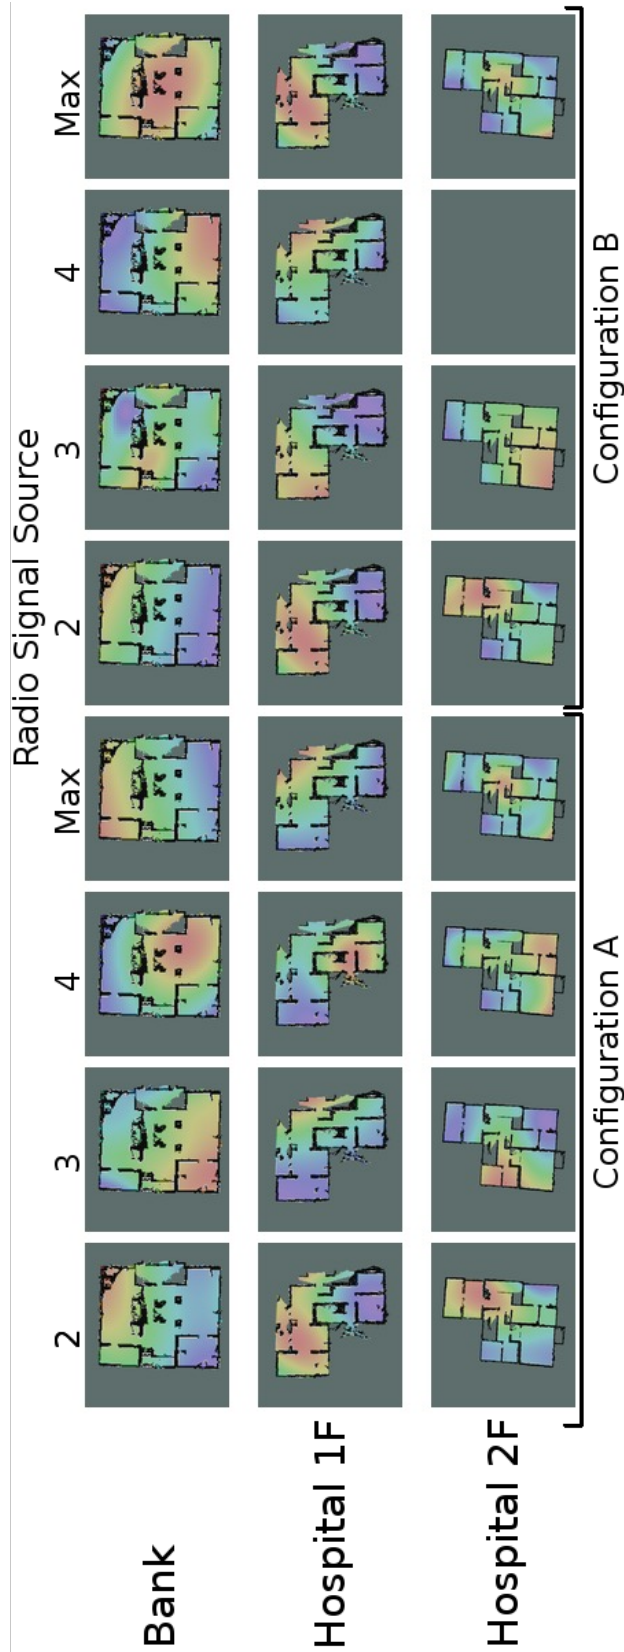 Radio Signal Source
2 3 4 Max 2 3 4 Max
Bank
Hospital 1F
Hospital 2F
Configuration A Configuration B